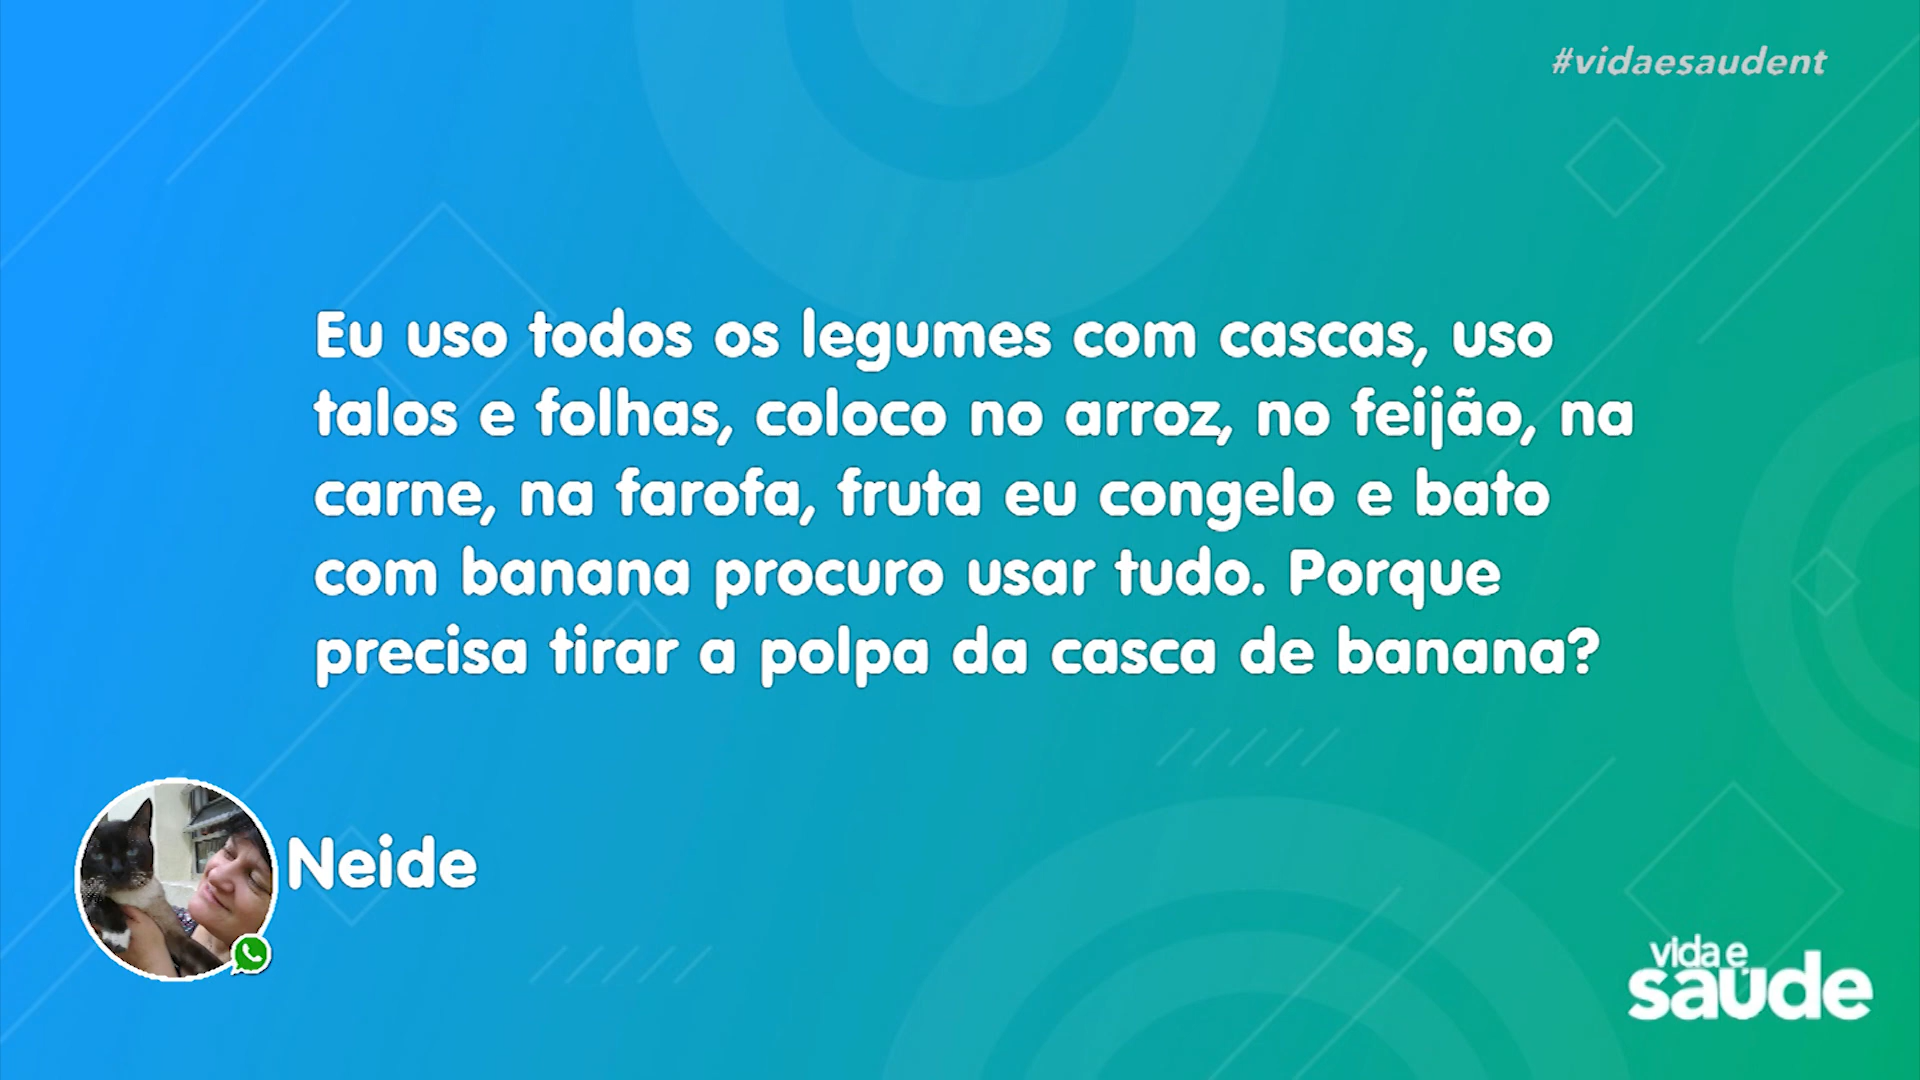 #vidaesaudent
Eu uso todos os legumes com cascas, uso
talos e folhas, coloco no arroz, no feijão, na
carne, na farofa, fruta eu congelo e bato
com banana procuro usar tudo. Porque
precisa tirar a polpa da casca de banana?
Neide
vida e
saúde